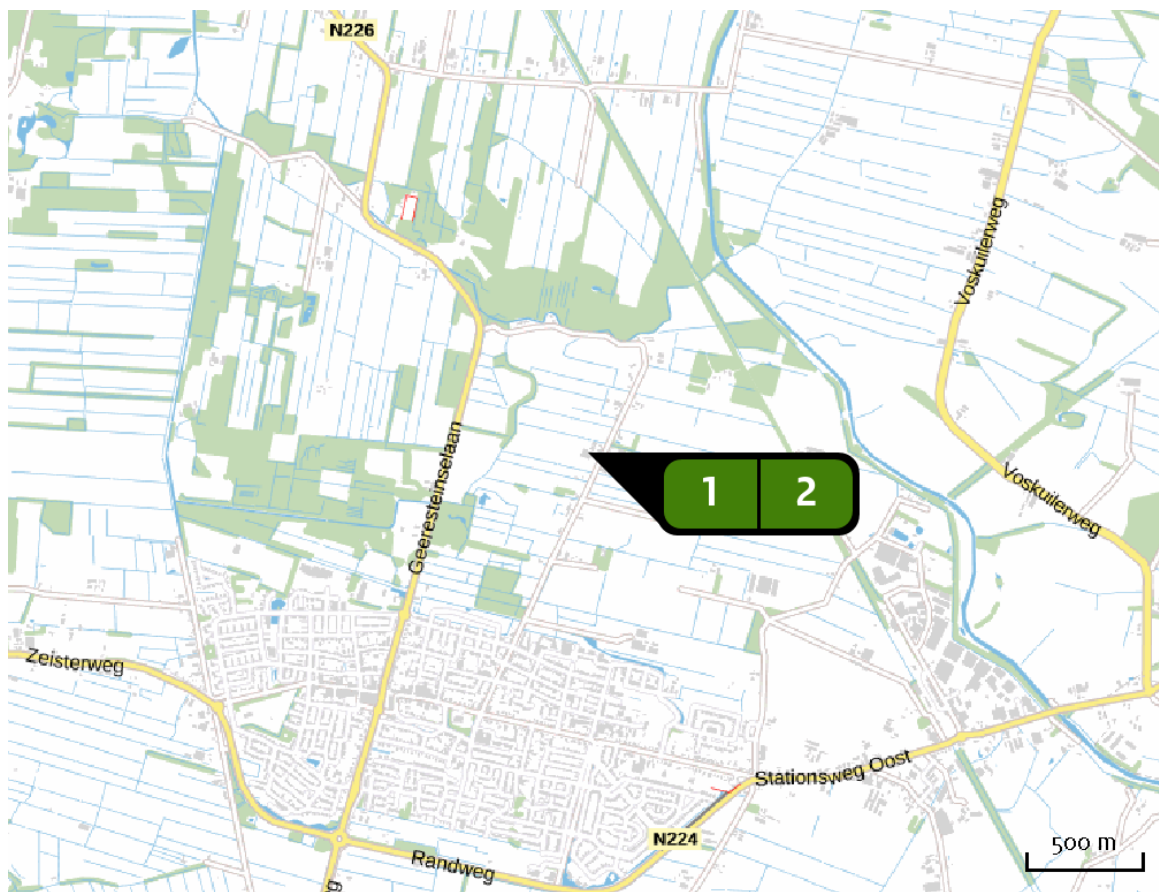 N226
Voskuilerweg
Geeresteinselaan
1 2
Voskuilerweg
Zeisterweg
Stationsweg Oost
500 m
N224
Randweg
g